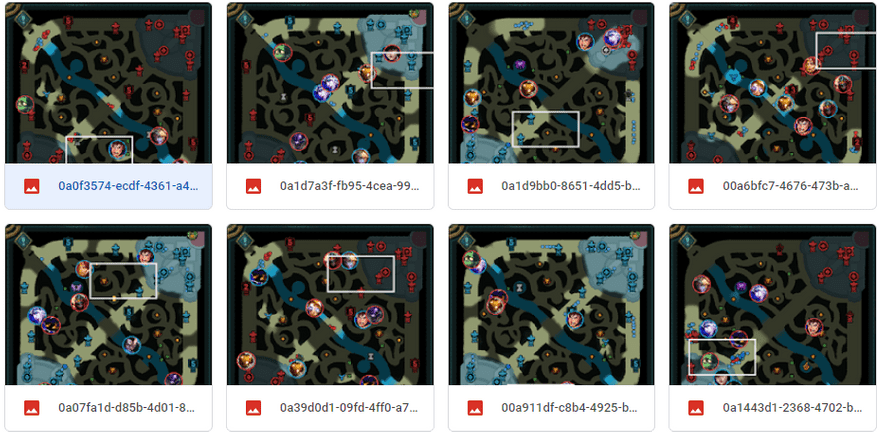 0a0f3574-ecdf-4361-a4...
0a1d7a3f-fb95-4cea-99...
0a1d9bb0-8651-4dd5-b...
00a6bfc7-4676-473b-a...
0a07fa1d-d85b-4d01-8...
0a39d0d1-09fd-4ff0-a7...
00a911df-c8b4-4925-b...
0a1443d1-2368-4702-b...